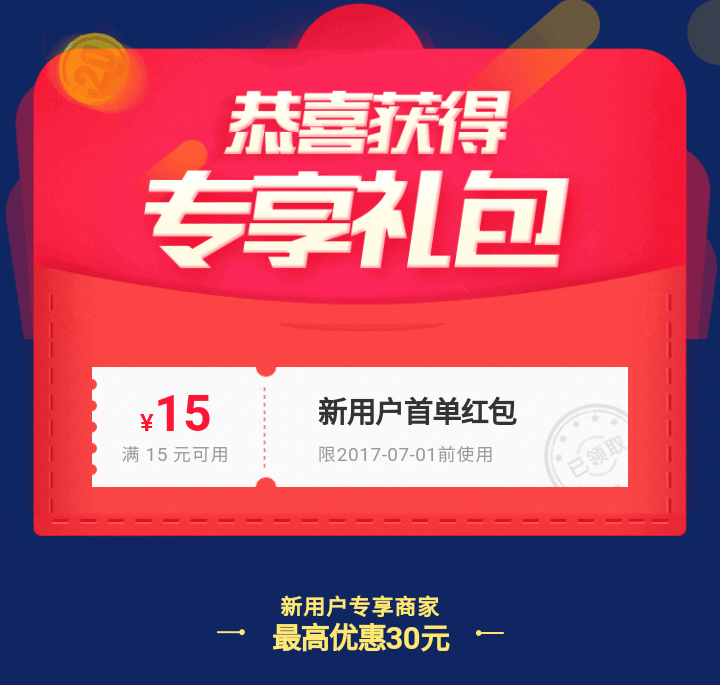 20
恭喜获得
专享礼包
¥15
满 15 元可用
新用户首单红包
限2017-07-01前使用
已领取
新用户专享商家
最高优惠30元